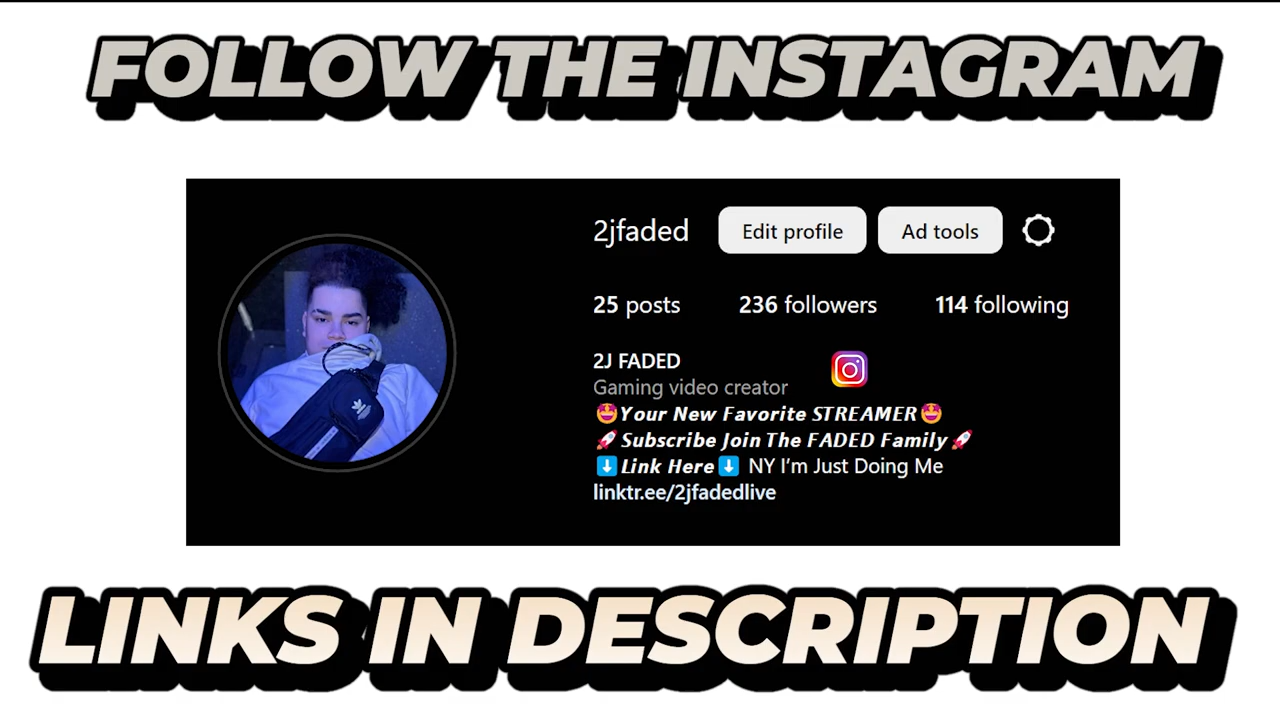 FOLLOW THE INSTAGRAM
2jfaded Edit profile Ad tools
25 posts 236 followers 114 following
2J FADED
Gaming video creator
🤩Your New Favorite STREAMER🤩
🚀Subscribe Join The FADED Family🚀
⬇️Link Here⬇️ NY I’m Just Doing Me
linktr.ee/2jfadedlive
LINKS IN DESCRIPTION